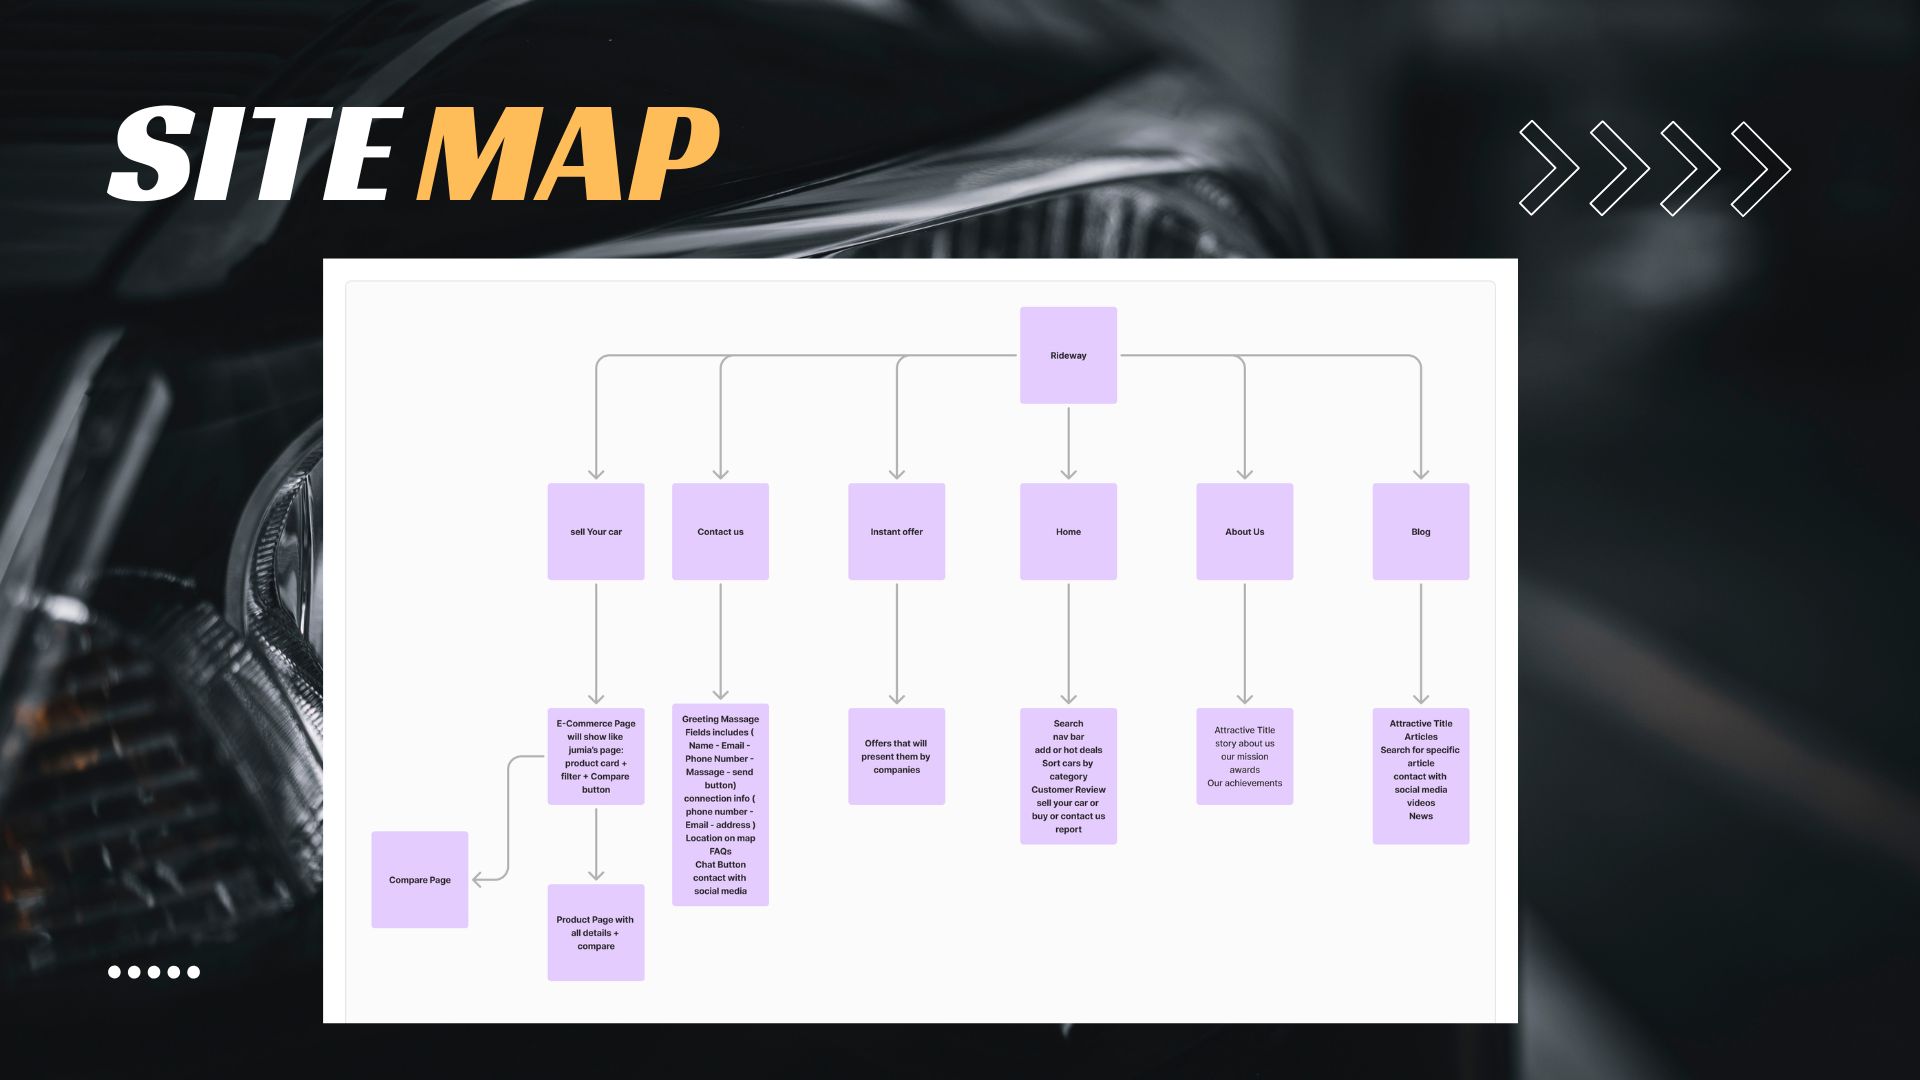 SITE MAP
Rideway
sell Your car
Contact us
Instant offer
Home
About Us
Blog
E-Commerce Page
will show like
jumia's page:
product card +
filter + Compare
button
Greeting Massage
Fields includes (
Name - Email -
Phone Number -
Massage - send
button)
connection info (
phone number -
Email - address )
Location on map
FAQs
Chat Button
contact with
social media
Offers that will
present them by
companies
Search
nav bar
add or hot deals
Sort cars by
category
Customer Review
sell your car or
buy or contact us
report
Attractive Title
story about us
our mission
awards
Our achievements
Attractive Title
Articles
Search for specific
article
contact with
social media
videos
News
Compare Page
Product Page with
all details +
compare